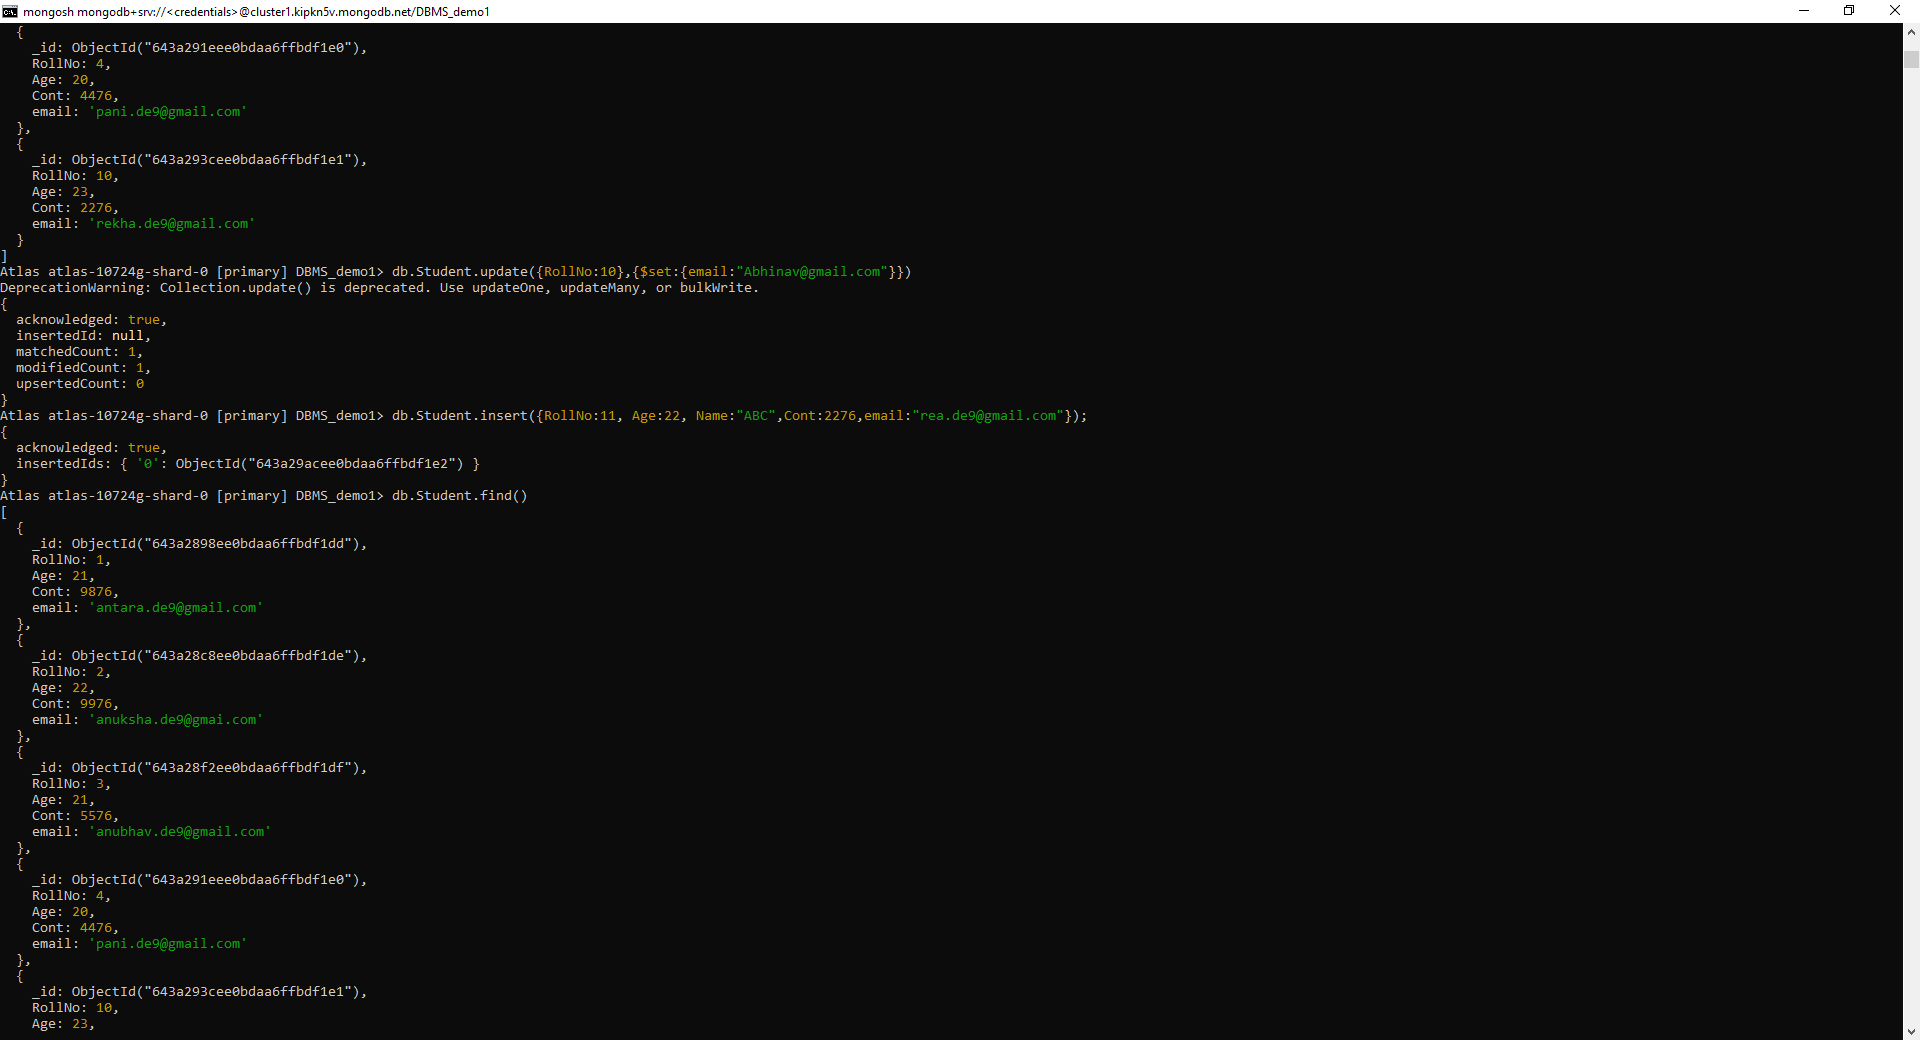 mongosh mongodb+srv://<credentials>@cluster1.kipkn5v.mongodb.net/DBMS_demo1
  {
    _id: ObjectId("643a291eee0bdaa6ffbdf1e0"),
    RollNo: 4,
    Age: 20,
    Cont: 4476,
    email: 'pani.de9@gmail.com'
  },
  {
    _id: ObjectId("643a293cee0bdaa6ffbdf1e1"),
    RollNo: 10,
    Age: 23,
    Cont: 2276,
    email: 'rekha.de9@gmail.com'
  }
]
Atlas atlas-10724g-shard-0 [primary] DBMS_demo1> db.Student.update({RollNo:10},{$set:{email:"Abhinav@gmail.com"}})
DeprecationWarning: Collection.update() is deprecated. Use updateOne, updateMany, or bulkWrite.
{
  acknowledged: true,
  insertedId: null,
  matchedCount: 1,
  modifiedCount: 1,
  upsertedCount: 0
}
Atlas atlas-10724g-shard-0 [primary] DBMS_demo1> db.Student.insert({RollNo:11, Age:22, Name:"ABC",Cont:2276,email:"rea.de9@gmail.com"});
{
  acknowledged: true,
  insertedIds: { '0': ObjectId("643a29acee0bdaa6ffbdf1e2") }
}
Atlas atlas-10724g-shard-0 [primary] DBMS_demo1> db.Student.find()
[
  {
    _id: ObjectId("643a2898ee0bdaa6ffbdf1dd"),
    RollNo: 1,
    Age: 21,
    Cont: 9876,
    email: 'antara.de9@gmail.com'
  },
  {
    _id: ObjectId("643a28c8ee0bdaa6ffbdf1de"),
    RollNo: 2,
    Age: 22,
    Cont: 9976,
    email: 'anuksha.de9@gmai.com'
  },
  {
    _id: ObjectId("643a28f2ee0bdaa6ffbdf1df"),
    RollNo: 3,
    Age: 21,
    Cont: 5576,
    email: 'anubhav.de9@gmail.com'
  },
  {
    _id: ObjectId("643a291eee0bdaa6ffbdf1e0"),
    RollNo: 4,
    Age: 20,
    Cont: 4476,
    email: 'pani.de9@gmail.com'
  },
  {
    _id: ObjectId("643a293cee0bdaa6ffbdf1e1"),
    RollNo: 10,
    Age: 23,